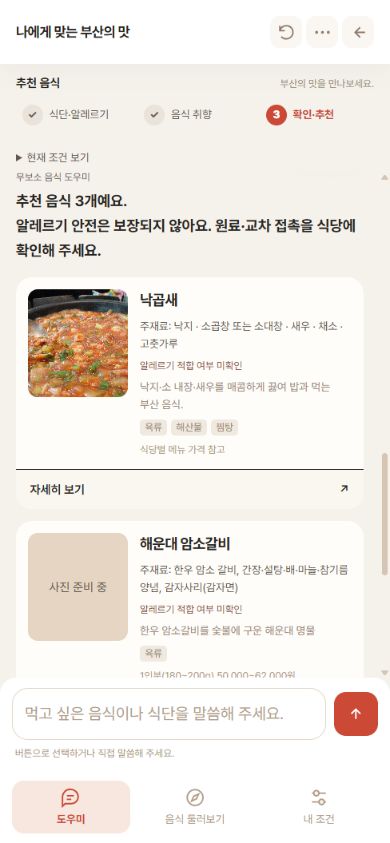 나에게 맞는 부산의 맛
추천 음식
부산의 맛을 만나보세요.
식단·알레르기
음식 취향
3 확인·추천
▶ 현재 조건 보기
무보소 음식 도우미
추천 음식 3개예요.
알레르기 안전은 보장되지 않아요. 원료·교차 접촉을 식당에
확인해 주세요.
낙곱새
주재료: 낙지 · 소곱창 또는 소대창 · 새우 · 채소 ·
고춧가루
알레르기 적합 여부 미확인
낙지·소 내장·새우를 매콤하게 끓여 밥과 먹는
부산 음식.
육류 해산물 찜탕
식당별 메뉴 가격 참고
자세히 보기
해운대 암소갈비
사진 준비 중
주재료: 한우 암소 갈비, 간장·설탕·배·마늘·참기름
양념, 감자사리(감자면)
알레르기 적합 여부 미확인
한우 암소갈비를 숯불에 구운 해운대 명물
육류
1인분(180~200g) 50,000~62,000원
먹고 싶은 음식이나 식단을 말씀해 주세요.
버튼으로 선택하거나 직접 말씀해 주세요.
도우미
음식 둘러보기
내 조건